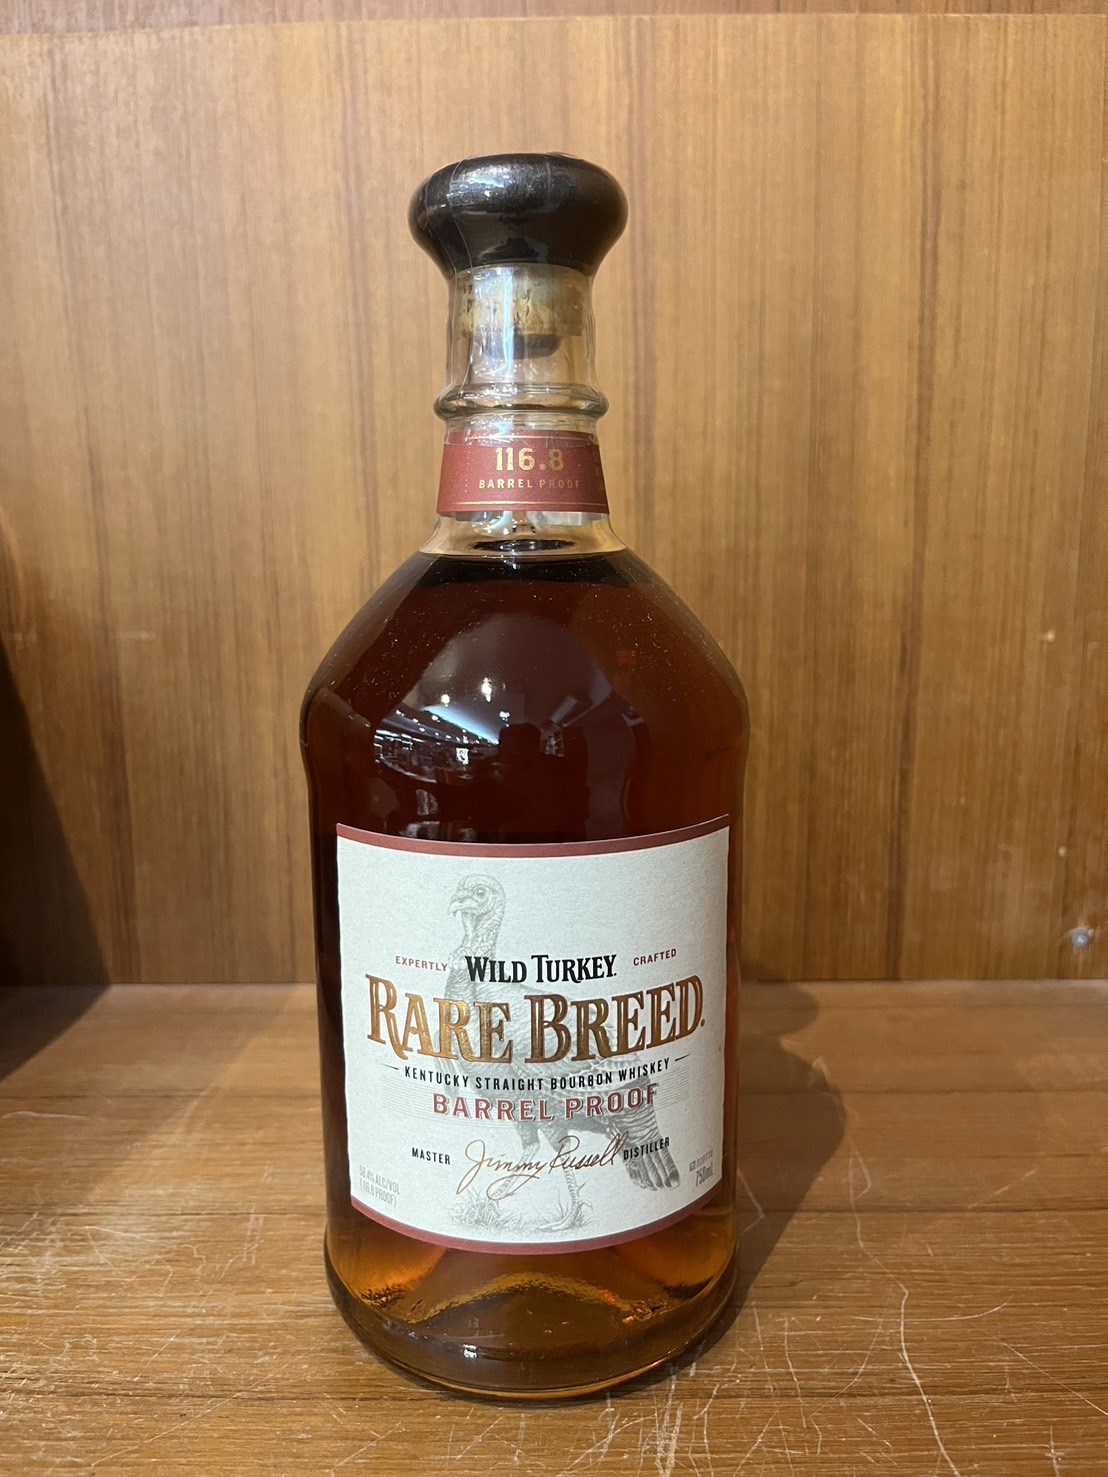 116.8
BARREL PROOF
EXPERTLY WILD TURKEY. CRAFTED
RARE BREED.
KENTUCKY STRAIGHT BOURBON WHISKEY
BARREL PROOF
MASTER Jimmy Russell DISTILLER
58.4% ALC/VOL
(116.8 PROOF)
750ml